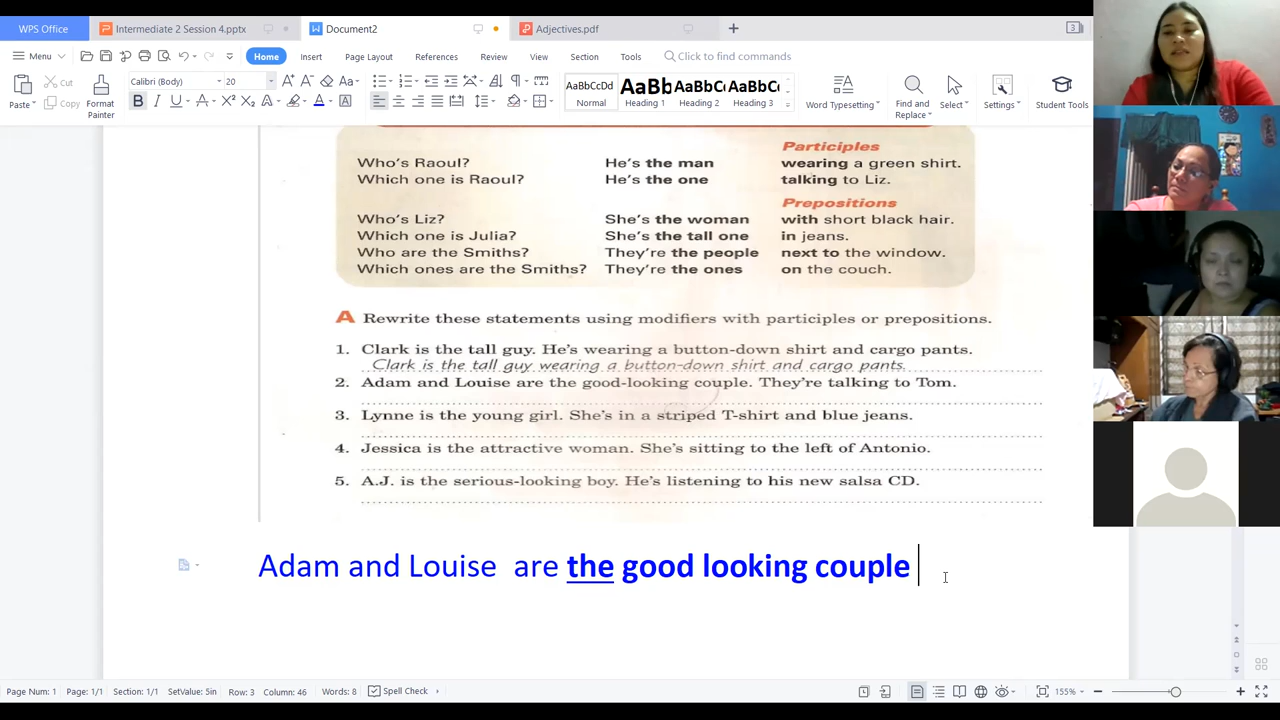 WPS Office
Intermediate 2 Session 4.pptx
Document2
Adjectives.pdf
Menu
Home
Insert
Page Layout
References
Review
View
Section
Tools
Click to find commands
Paste
Cut
Copy
Format Painter
Calibri (Body)
20
AaBbCcDd
Normal
AaBb
Heading 1
AaBbC
Heading 2
AaBbC
Heading 3
Word Typesetting
Find and Replace
Select
Settings
Student Tools
Participles
Who's Raoul? He's the man wearing a green shirt.
Which one is Raoul? He's the one talking to Liz.
Prepositions
Who's Liz? She's the woman with short black hair.
Which one is Julia? She's the tall one in jeans.
Who are the Smiths? They're the people next to the window.
Which ones are the Smiths? They're the ones on the couch.
A Rewrite these statements using modifiers with participles or prepositions.
1. Clark is the tall guy. He's wearing a button-down shirt and cargo pants.
Clark is the tall guy wearing a button-down shirt and cargo pants.
2. Adam and Louise are the good-looking couple. They're talking to Tom.
3. Lynne is the young girl. She's in a striped T-shirt and blue jeans.
4. Jessica is the attractive woman. She's sitting to the left of Antonio.
5. A.J. is the serious-looking boy. He's listening to his new salsa CD.
Adam and Louise are the good looking couple
Page Num: 1 Page: 1/1 Section: 1/1 SetValue: 5in Row: 3 Column: 46 Words: 8 Spell Check 155%